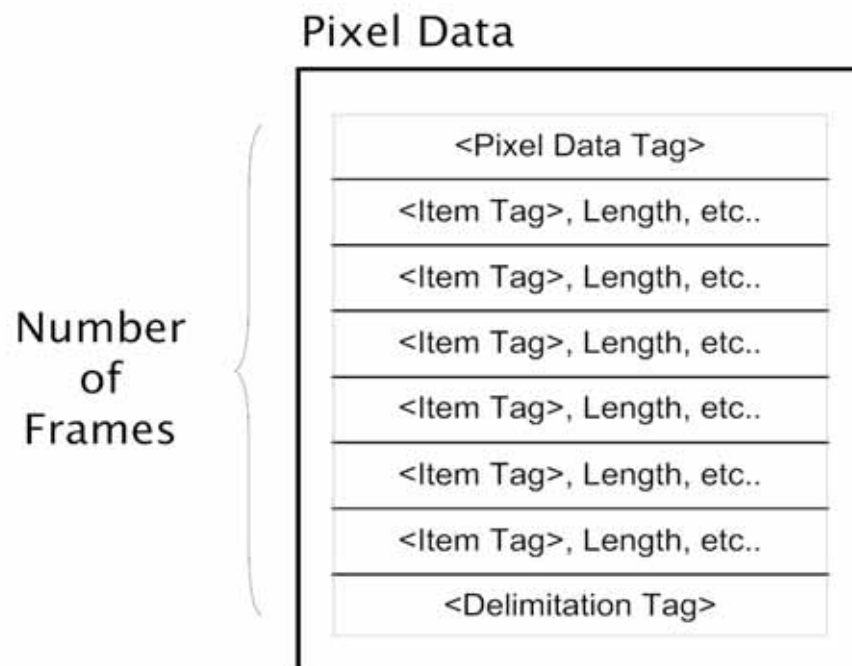 Pixel Data
<Pixel Data Tag>
<Item Tag>, Length, etc..
<Item Tag>, Length, etc..
<Item Tag>, Length, etc..
<Item Tag>, Length, etc..
<Item Tag>, Length, etc..
<Item Tag>, Length, etc..
<Delimitation Tag>
Number
of
Frames